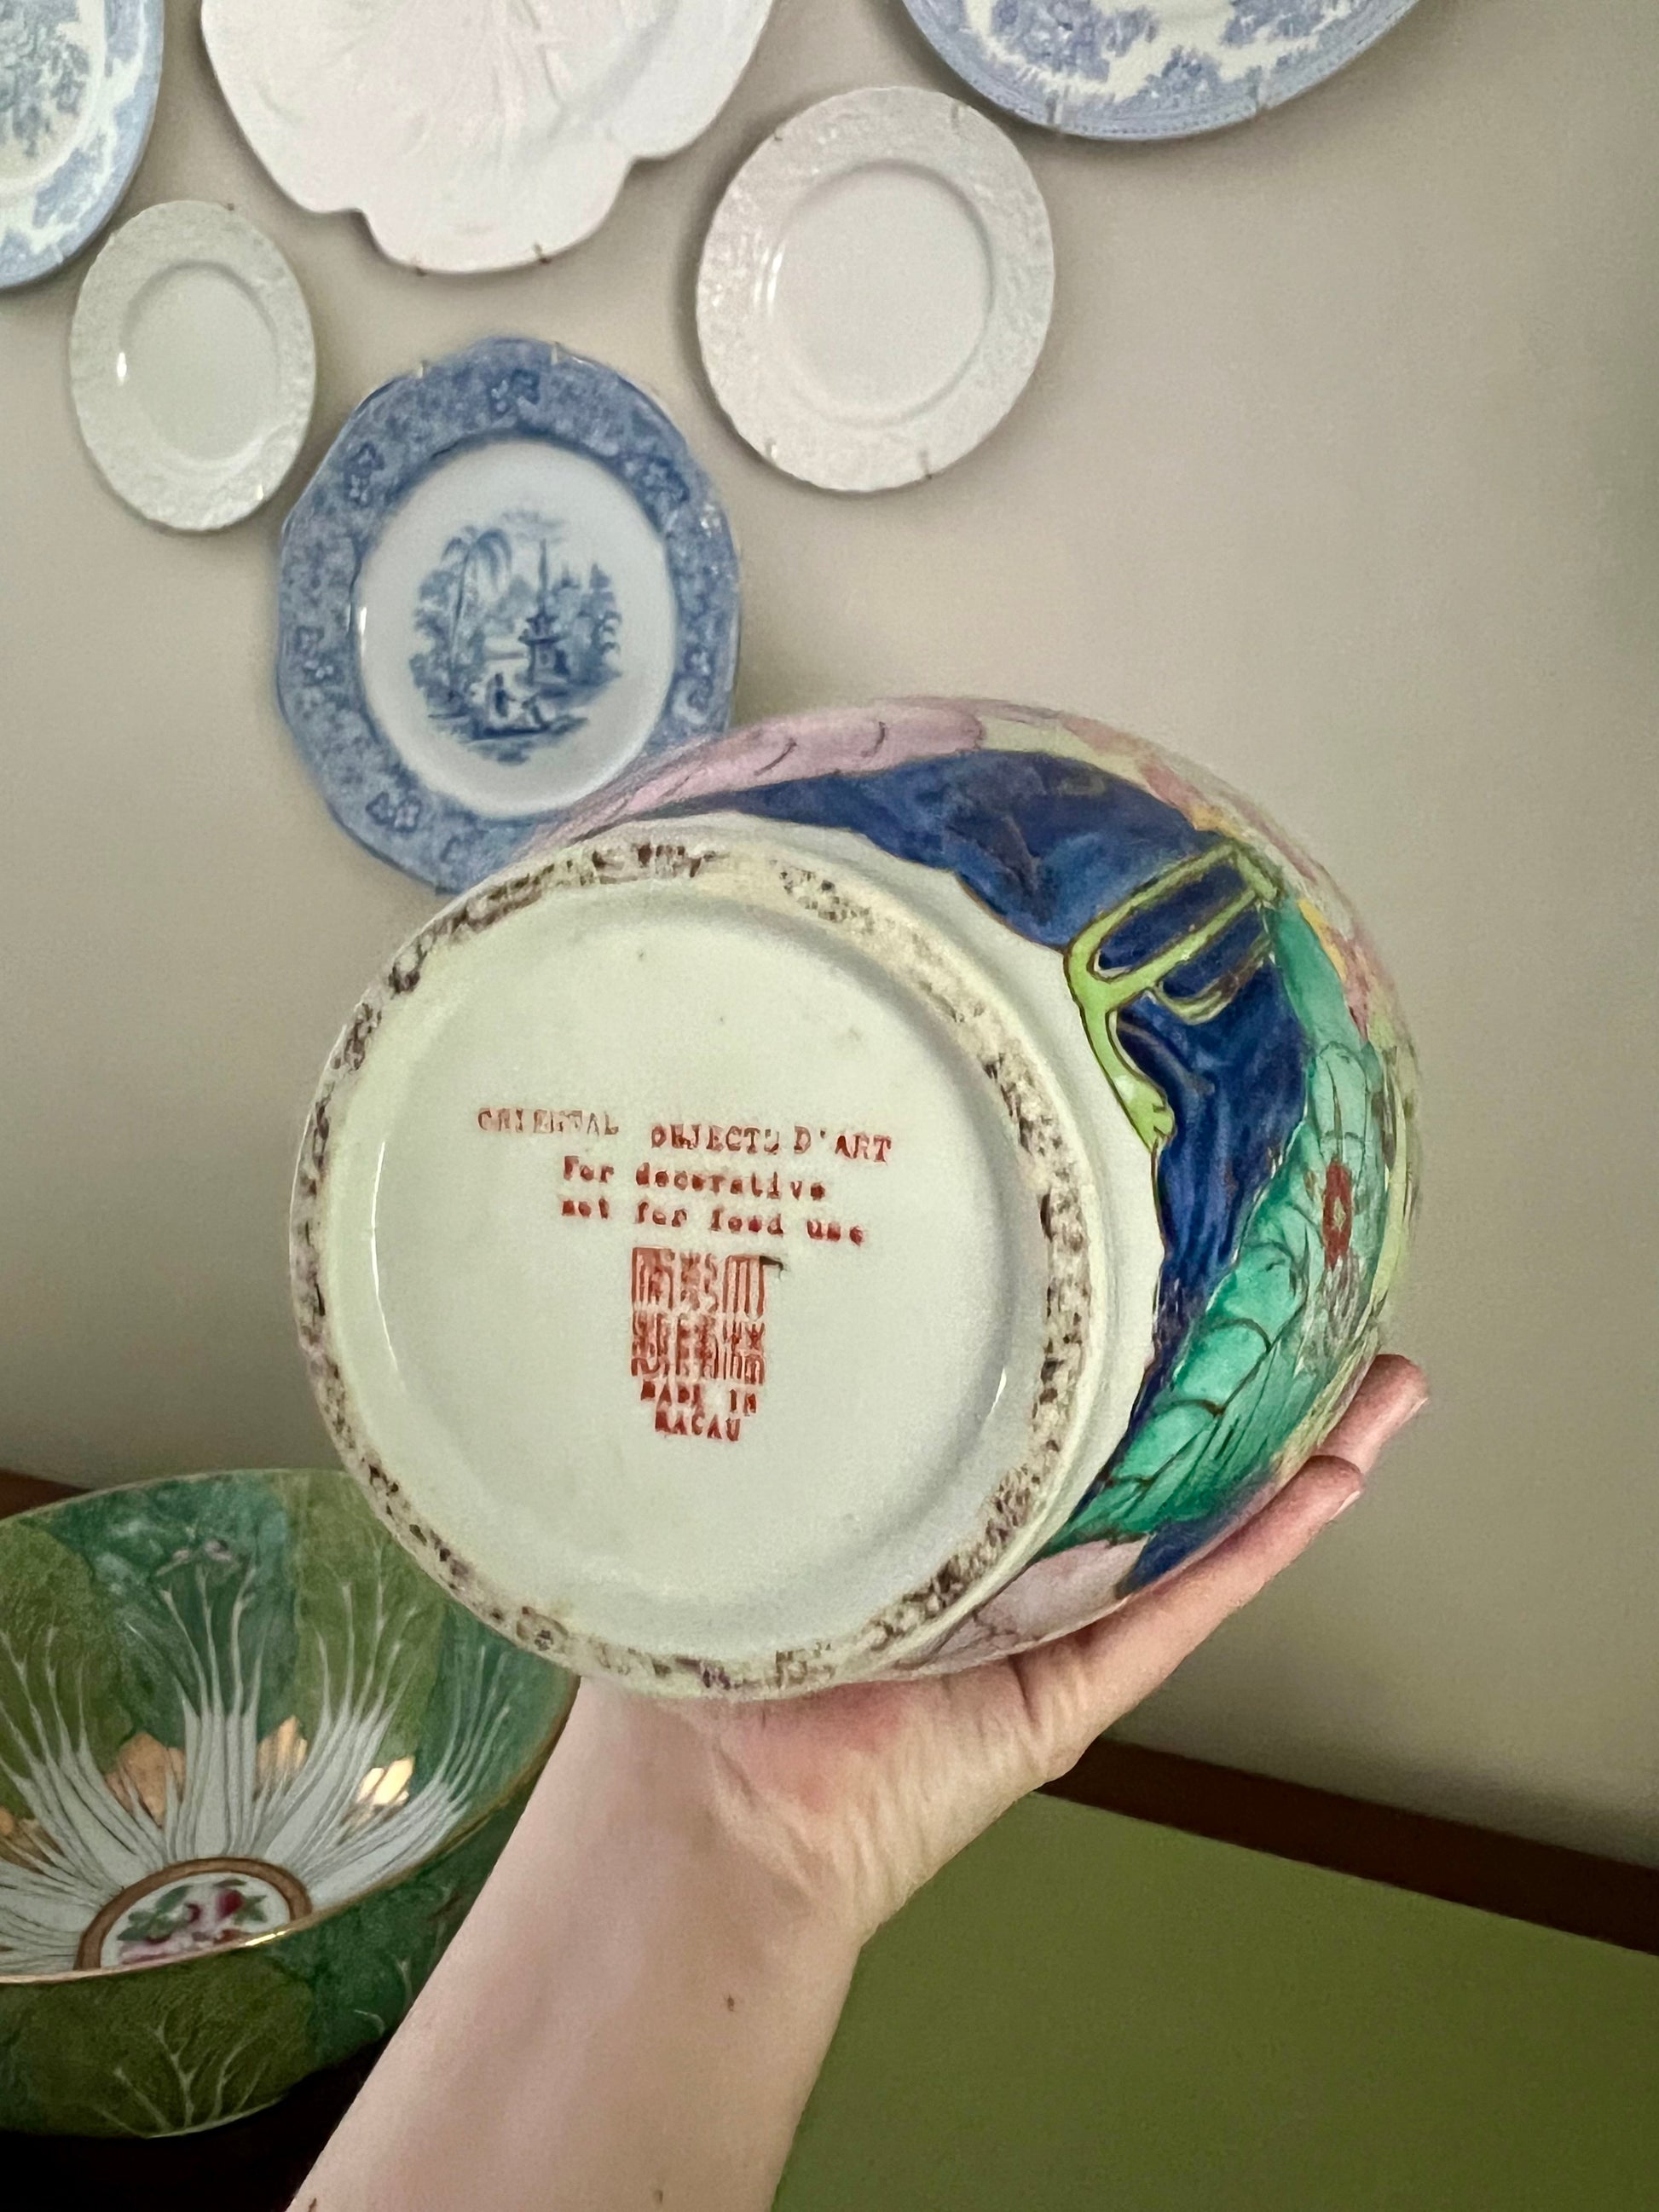 ORIENTAL OBJECTS D'ART
For decorative
not for food use
MADE IN
MACAU